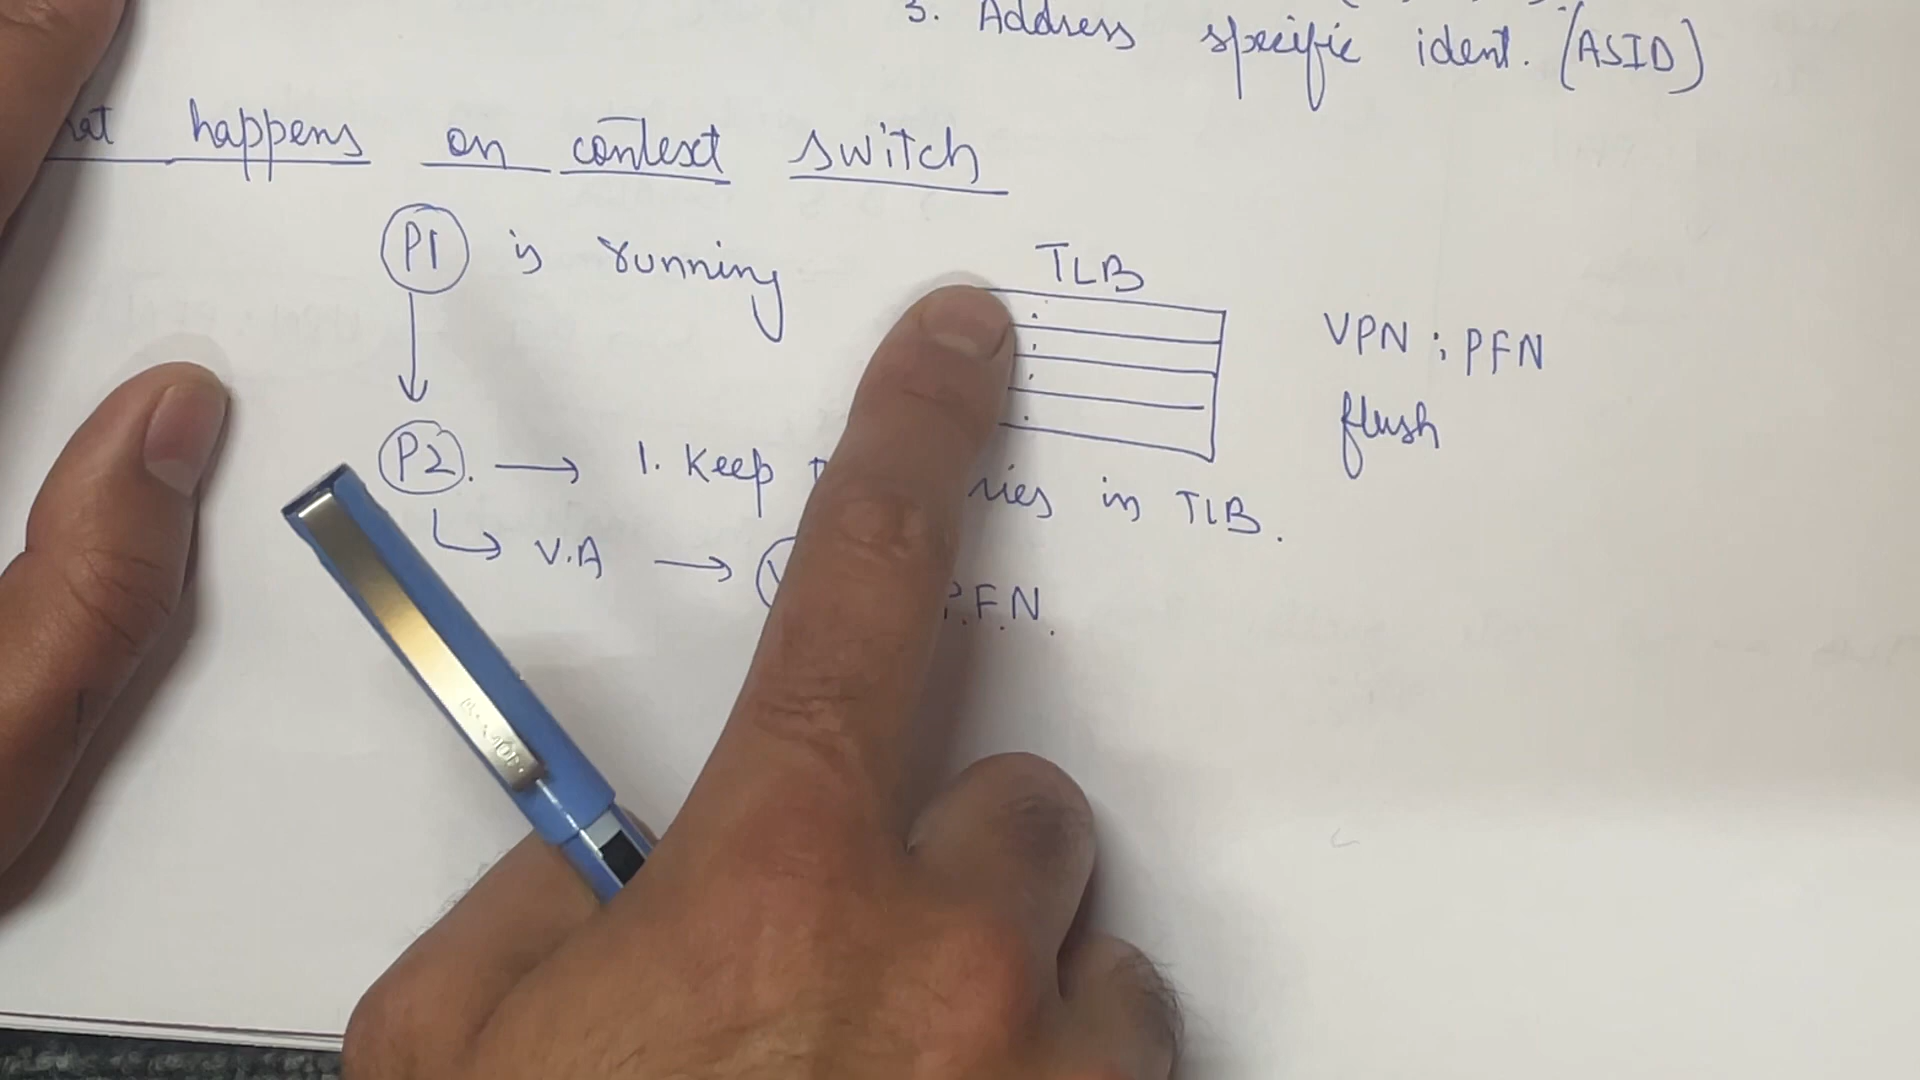 3. Address specific ident. (ASID)
happens on context switch
P1 is running
TLB
VPN ; PFN
flush
P2. → 1. Keep in TLB.
↳ V.A → P.F.N.